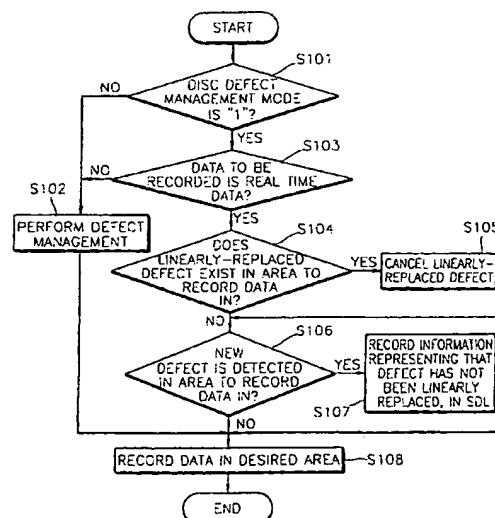 START
S101
NO
DISC DEFECT
MANAGEMENT MODE
IS "1"?
YES
S103
NO
DATA TO BE
RECORDED IS REAL TIME
DATA?
S102
YES
S104
S105
PERFORM DEFECT
MANAGEMENT
DOES
LINEARLY-REPLACED
DEFECT EXIST IN AREA TO
RECORD DATA
IN?
YES
CANCEL LINEARLY-
REPLACED DEFECT
NO
S106
NEW
DEFECT IS DETECTED
IN AREA TO RECORD
DATA IN?
YES
RECORD INFORMATION
REPRESENTING THAT
DEFECT HAS NOT
BEEN LINEARLY
REPLACED, IN SDL
S107
NO
RECORD DATA IN DESIRED AREA
S108
END